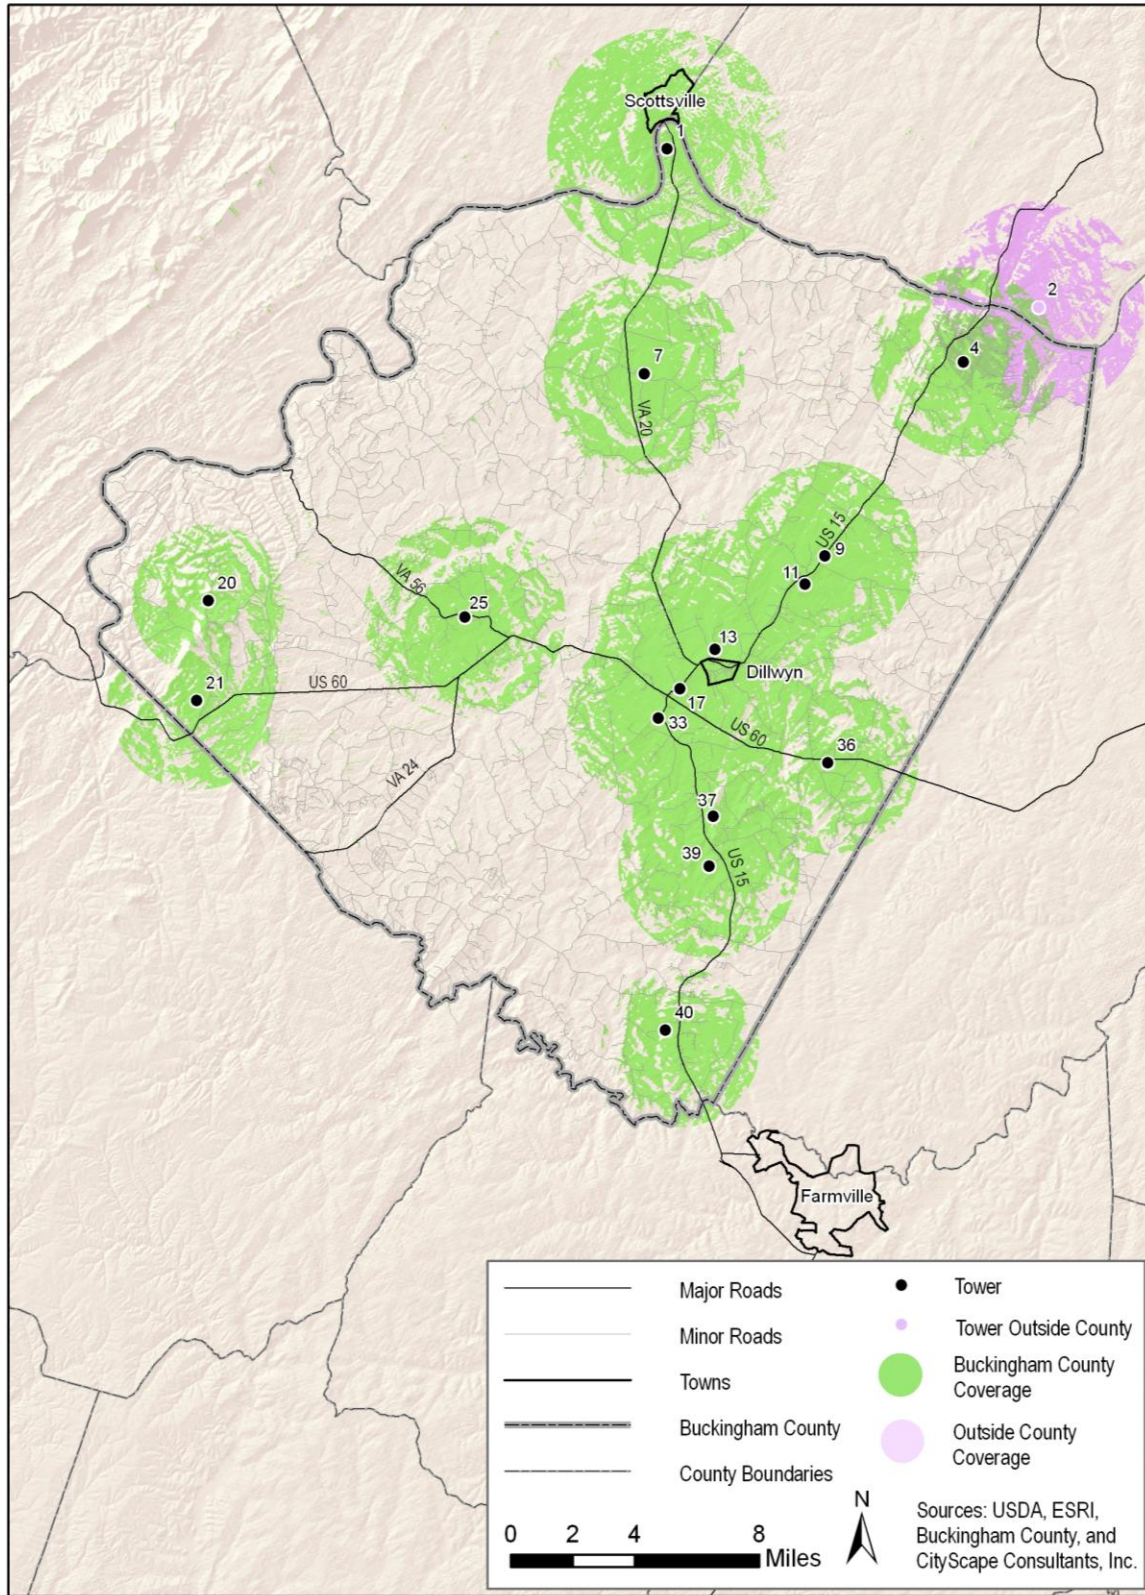 Scottsville
1
2
4
7
VA 20
US 15
9
11
20
VA 56
25
13
Dillwyn
21
US 60
17
33
US 60
36
VA 24
37
39
US 15
40
Farmville
Major Roads
Minor Roads
Towns
Buckingham County
County Boundaries
Tower
Tower Outside County
Buckingham County
Coverage
Outside County
Coverage
0 2 4 8
Miles
N
Sources: USDA, ESRI,
Buckingham County, and
CityScape Consultants, Inc.